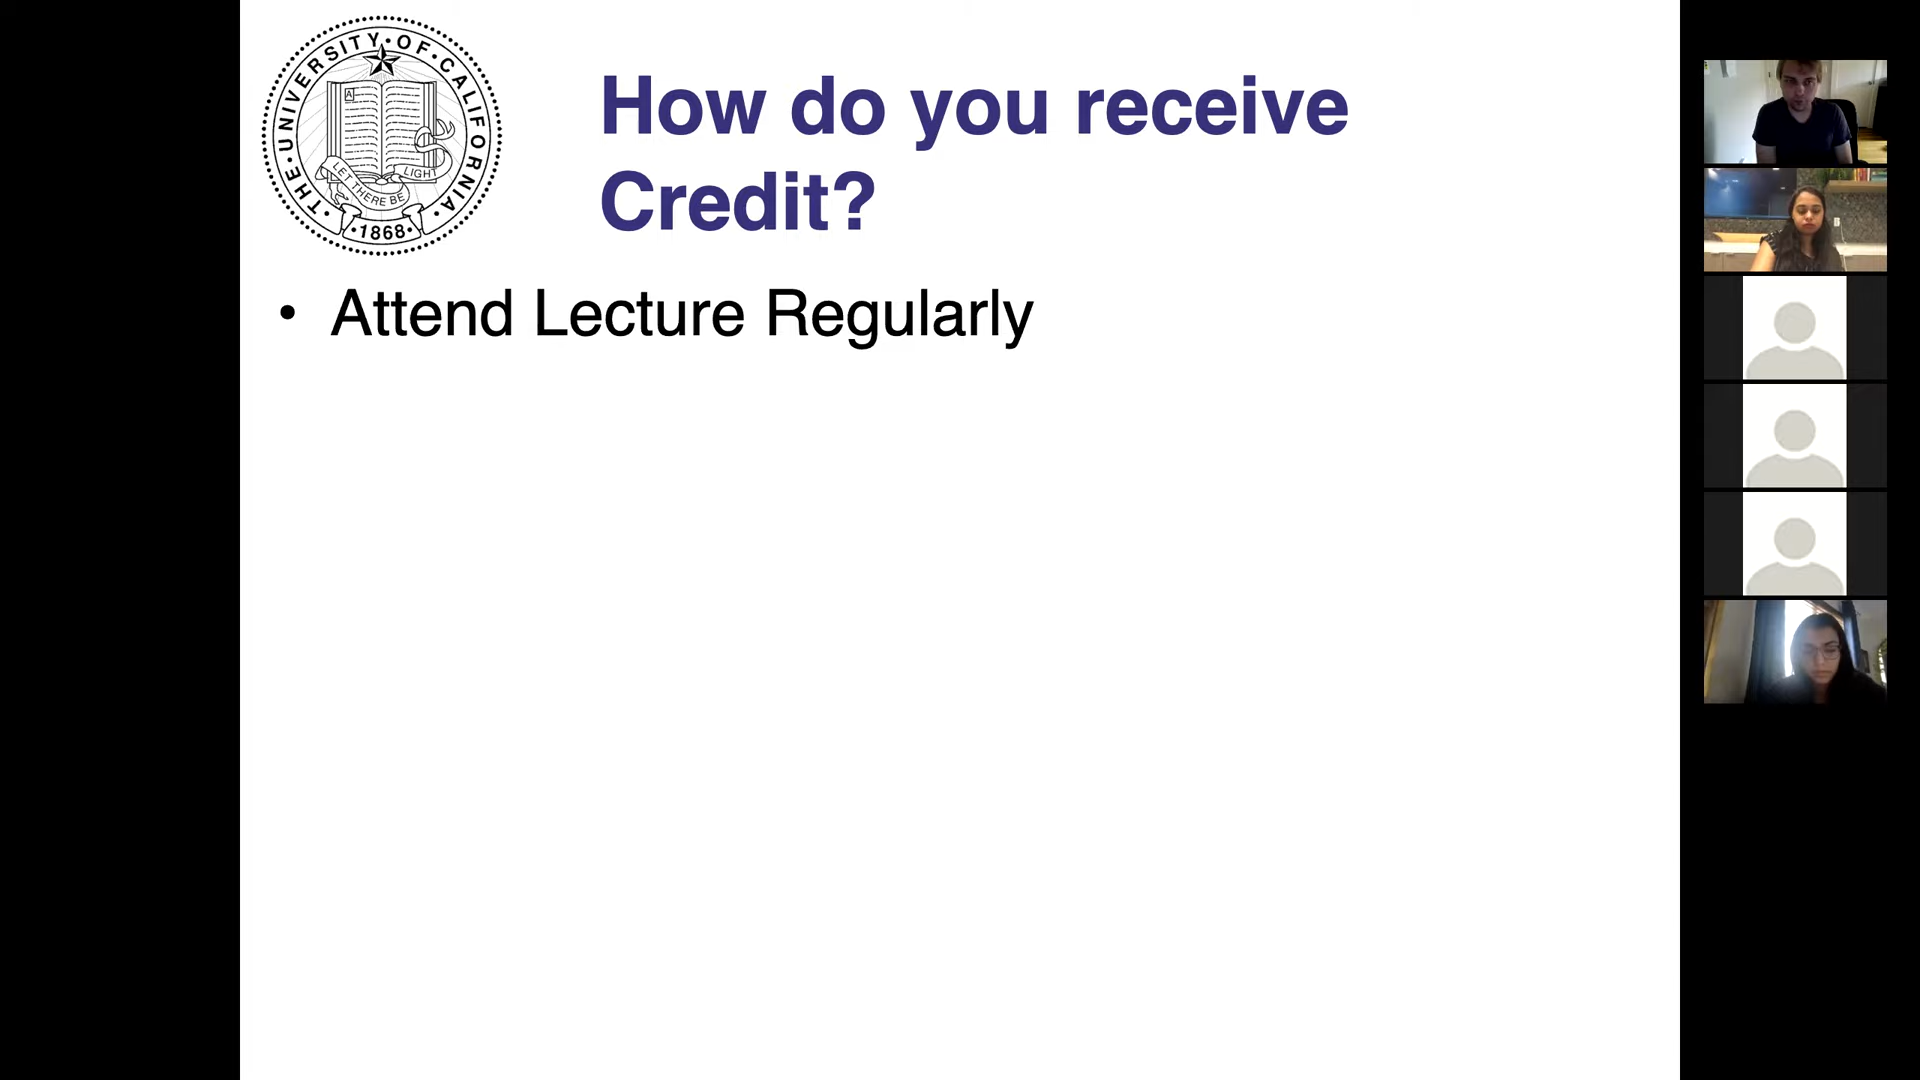 THE·UNIVERSITY·OF·CALIFORNIA·
A
LET THERE BE LIGHT
·1868·
How do you receive
Credit?
• Attend Lecture Regularly